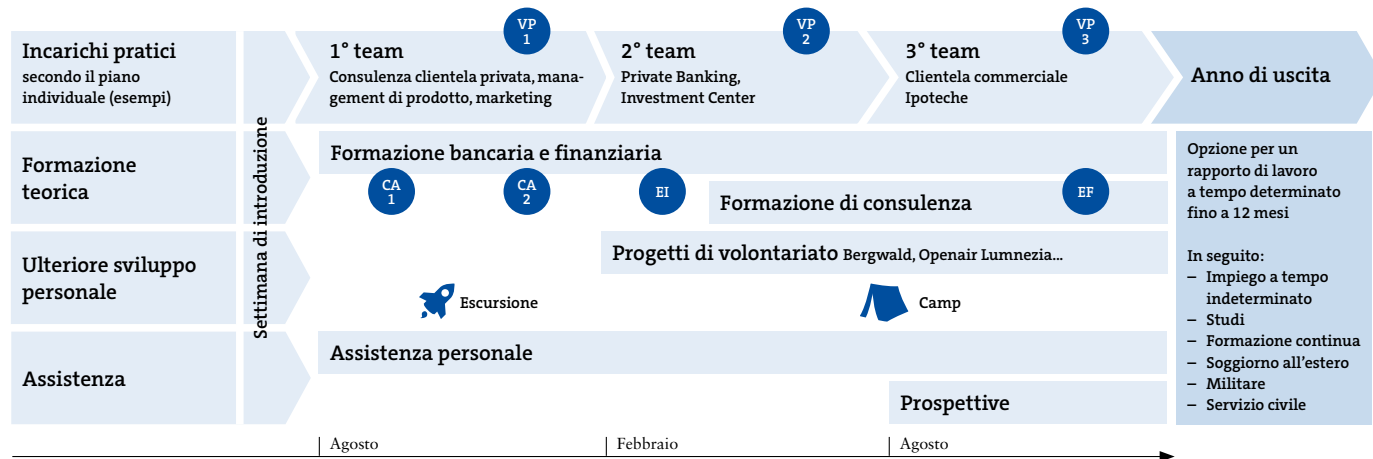 Incarichi pratici
secondo il piano
individuale (esempi)
Settimana di introduzione
1° team
Consulenza clientela privata, mana-
gement di prodotto, marketing
VP
1
2° team
Private Banking,
Investment Center
VP
2
3° team
Clientela commerciale
Ipoteche
VP
3
Anno di uscita
Formazione
teorica
Formazione bancaria e finanziaria
CA
1
CA
2
EI
Formazione di consulenza
EF
Ulteriore sviluppo
personale
Progetti di volontariato Bergwald, Openair Lumnezia...
Escursione
Camp
Assistenza
Assistenza personale
Prospettive
Opzione per un
rapporto di lavoro
a tempo determinato
fino a 12 mesi
In seguito:
– Impiego a tempo
indeterminato
– Studi
– Formazione continua
– Soggiorno all'estero
– Militare
– Servizio civile
Agosto
Febbraio
Agosto